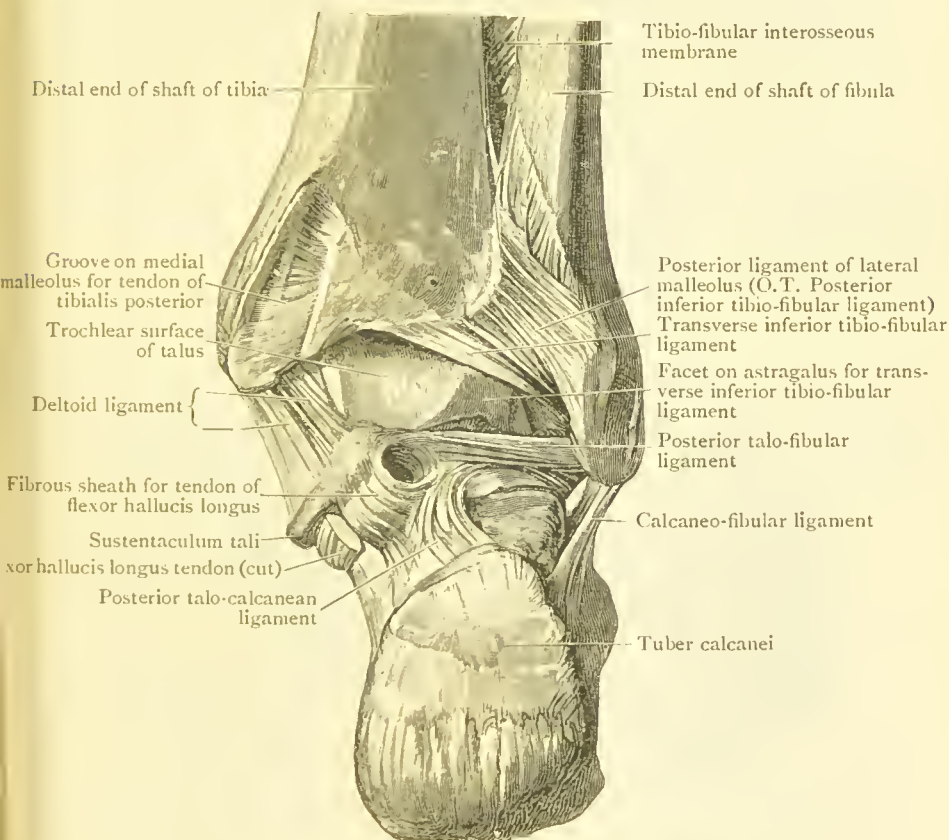 Distal end of shaft of tibia
Groove on medial
malleolus for tendon of
tibialis posterior
Trochlear surface
of talus
Deltoid ligament
Fibrous sheath for tendon of
flexor hallucis longus
Sustentaculum tali
xor hallucis longus tendon (cut)
Posterior talo-calcanean
ligament
Tibio-fibular interosseous
membrane
Distal end of shaft of fibula
Posterior ligament of lateral
malleolus (O.T. Posterior
inferior tibio-fibular ligament)
Transverse inferior tibio-fibular
ligament
Facet on astragalus for trans-
verse inferior tibio-fibular
ligament
Posterior talo-fibular
ligament
Calcaneo-fibular ligament
Tuber calcanei